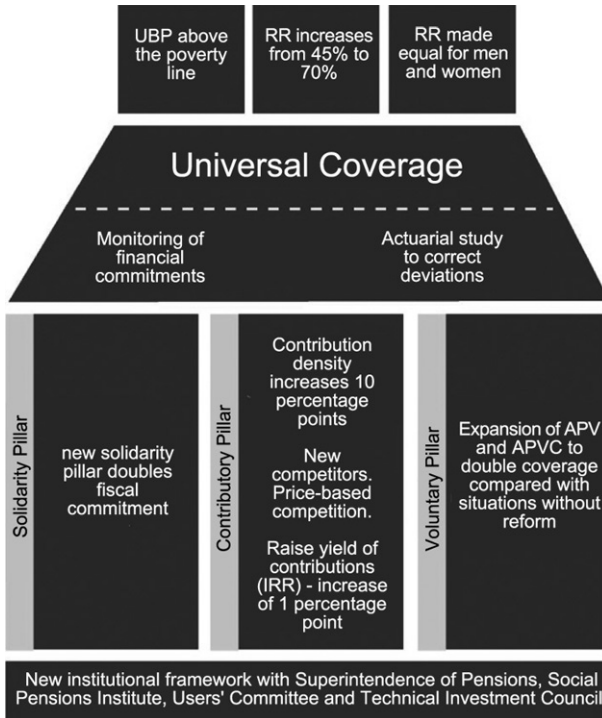 UBP above
the poverty
line
RR increases
from 45% to
70%
RR made
equal for men
and women
Universal Coverage
Monitoring of
financial
commitments
Actuarial study
to correct
deviations
Solidarity Pillar
new solidarity
pillar doubles
fiscal
commitment
Contributory Pillar
Contribution
density
increases 10
percentage
points
New
competitors.
Price-based
competition.
Raise yield of
contributions
(IRR) - increase
of 1 percentage
point
Voluntary Pillar
Expansion of APV
and APVC to
double coverage
compared with
situations without
reform
New institutional framework with Superintendence of Pensions, Social
Pensions Institute, Users' Committee and Technical Investment Council